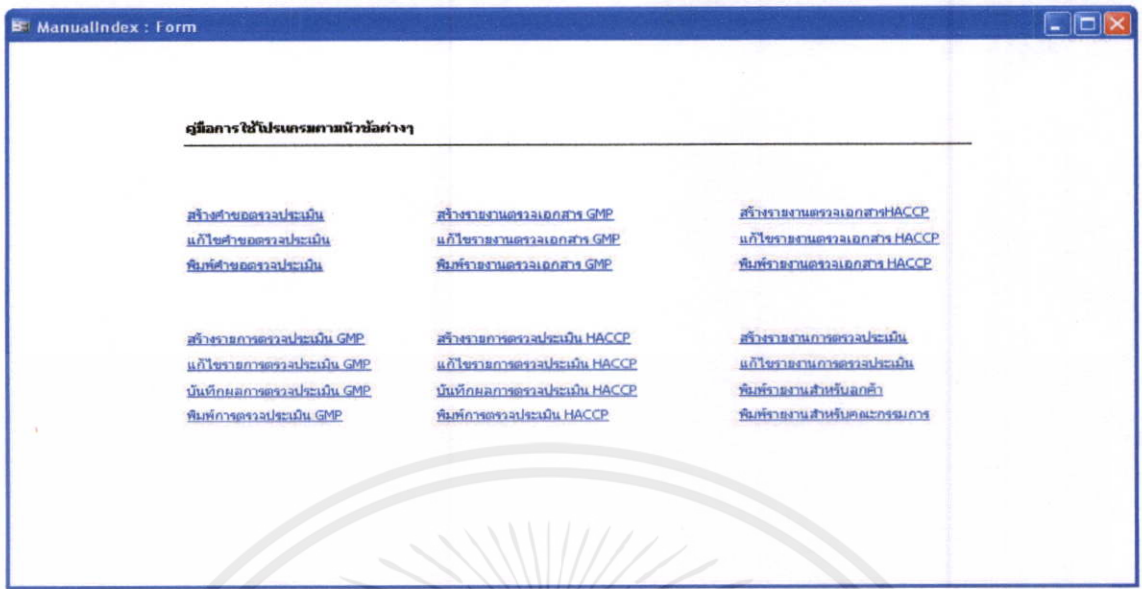 ManualIndex : Form
คู่มือการใช้โปรแกรมตามหัวข้อต่างๆ
สร้างคำขอตรวจประเมิน
แก้ไขคำขอตรวจประเมิน
พิมพ์คำขอตรวจประเมิน
สร้างรายงานตรวจเอกสาร GMP
แก้ไขรายงานตรวจเอกสาร GMP
พิมพ์รายงานตรวจเอกสาร GMP
สร้างรายงานตรวจเอกสารHACCP
แก้ไขรายงานตรวจเอกสาร HACCP
พิมพ์รายงานตรวจเอกสาร HACCP
สร้างรายการตรวจประเมิน GMP
แก้ไขรายการตรวจประเมิน GMP
บันทึกผลการตรวจประเมิน GMP
พิมพ์การตรวจประเมิน GMP
สร้างรายการตรวจประเมิน HACCP
แก้ไขรายการตรวจประเมิน HACCP
บันทึกผลการตรวจประเมิน HACCP
พิมพ์การตรวจประเมิน HACCP
สร้างรายงานการตรวจประเมิน
แก้ไขรายงานการตรวจประเมิน
พิมพ์รายงานสำหรับลูกค้า
พิมพ์รายงานสำหรับคณะกรรมการ